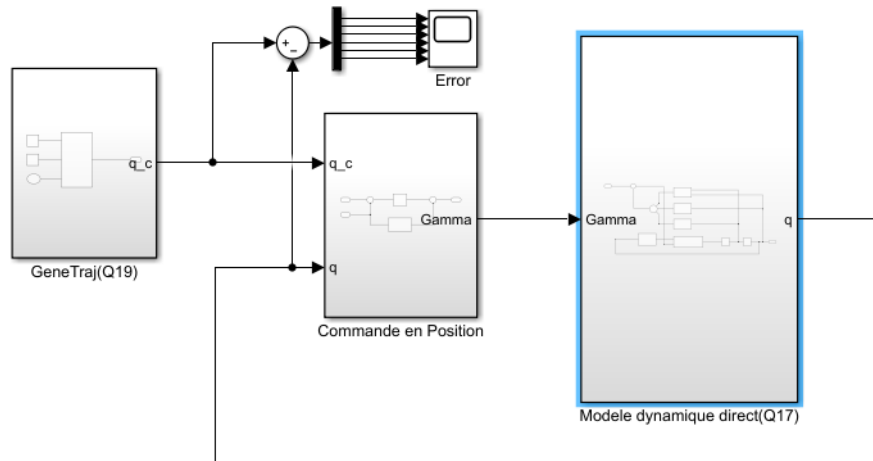 +
−
Error
q_c
GeneTraj(Q19)
q_c
q
Gamma
Commande en Position
Gamma
q
Modele dynamique direct(Q17)